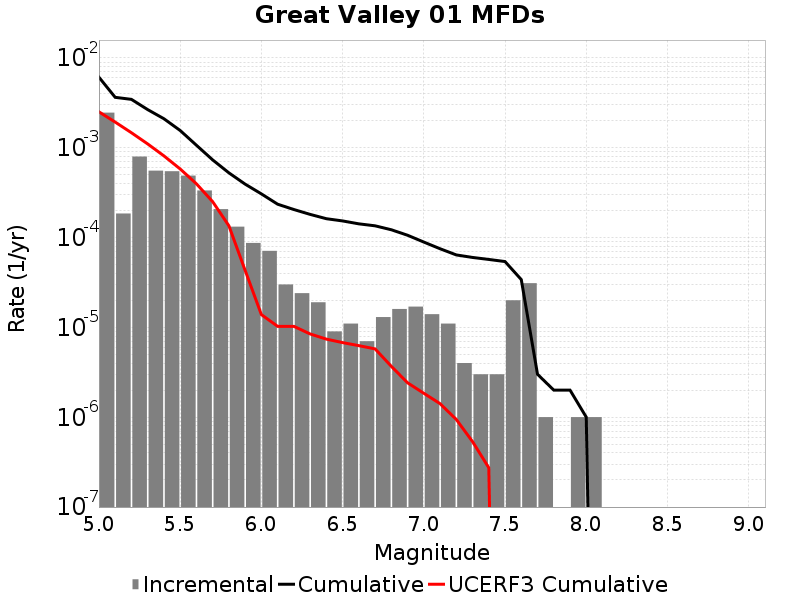 Great Valley 01 MFDs
10-2
10-3
10-4
10-5
10-6
10-7
Rate (1/yr)
5.0 5.5 6.0 6.5 7.0 7.5 8.0 8.5 9.0
Magnitude
Incremental Cumulative UCERF3 Cumulative